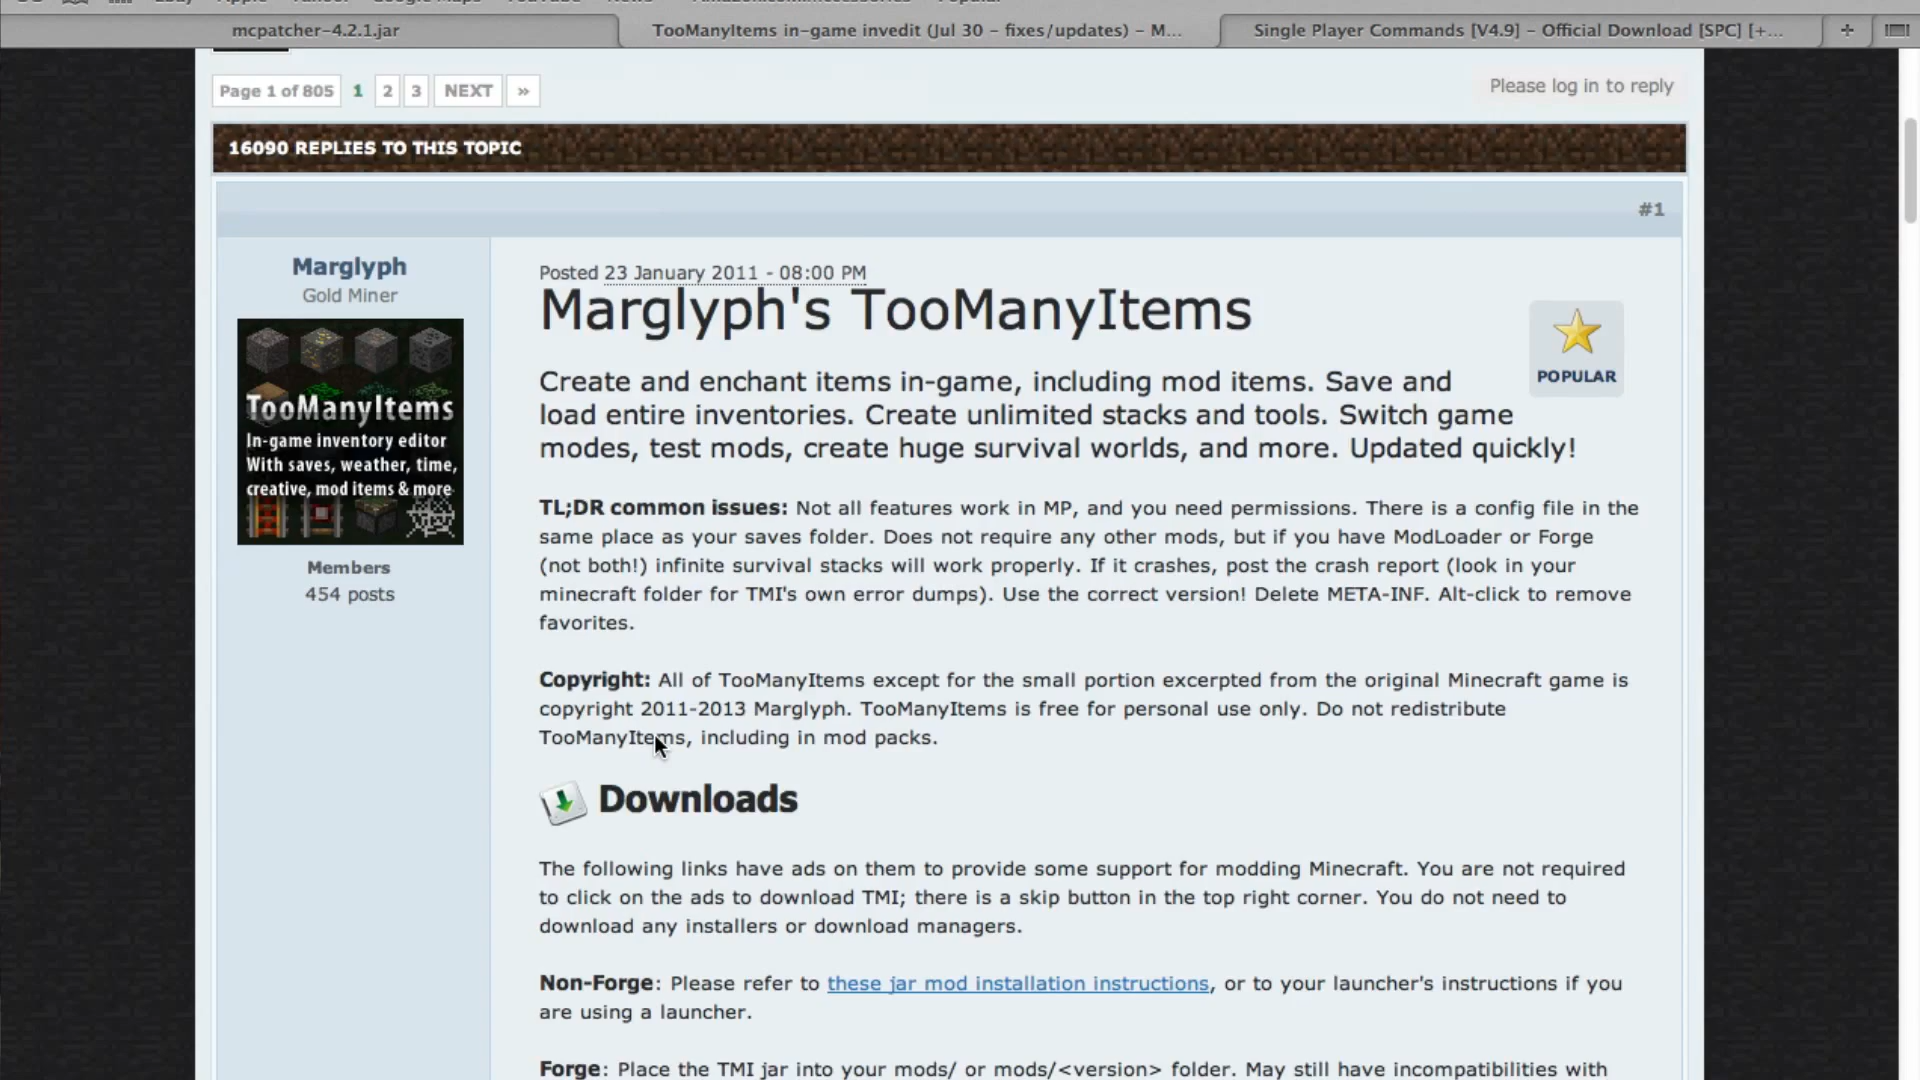 mcpatcher-4.2.1.jar
TooManyItems in-game invedit (Jul 30 – fixes/updates) – M...
Single Player Commands [V4.9] – Official Download [SPC] [+...
Page 1 of 805 1 2 3 NEXT »
Please log in to reply
16090 REPLIES TO THIS TOPIC
#1
Marglyph
Gold Miner
TooManyItems
In-game inventory editor
With saves, weather, time,
creative, mod items & more
Members
454 posts
Posted 23 January 2011 - 08:00 PM
Marglyph's TooManyItems
POPULAR
Create and enchant items in-game, including mod items. Save and
load entire inventories. Create unlimited stacks and tools. Switch game
modes, test mods, create huge survival worlds, and more. Updated quickly!
TL;DR common issues: Not all features work in MP, and you need permissions. There is a config file in the
same place as your saves folder. Does not require any other mods, but if you have ModLoader or Forge
(not both!) infinite survival stacks will work properly. If it crashes, post the crash report (look in your
minecraft folder for TMI's own error dumps). Use the correct version! Delete META-INF. Alt-click to remove
favorites.
Copyright: All of TooManyItems except for the small portion excerpted from the original Minecraft game is
copyright 2011-2013 Marglyph. TooManyItems is free for personal use only. Do not redistribute
TooManyItems, including in mod packs.
Downloads
The following links have ads on them to provide some support for modding Minecraft. You are not required
to click on the ads to download TMI; there is a skip button in the top right corner. You do not need to
download any installers or download managers.
Non-Forge: Please refer to these jar mod installation instructions, or to your launcher's instructions if you
are using a launcher.
Forge: Place the TMI jar into your mods/ or mods/<version> folder. May still have incompatibilities with